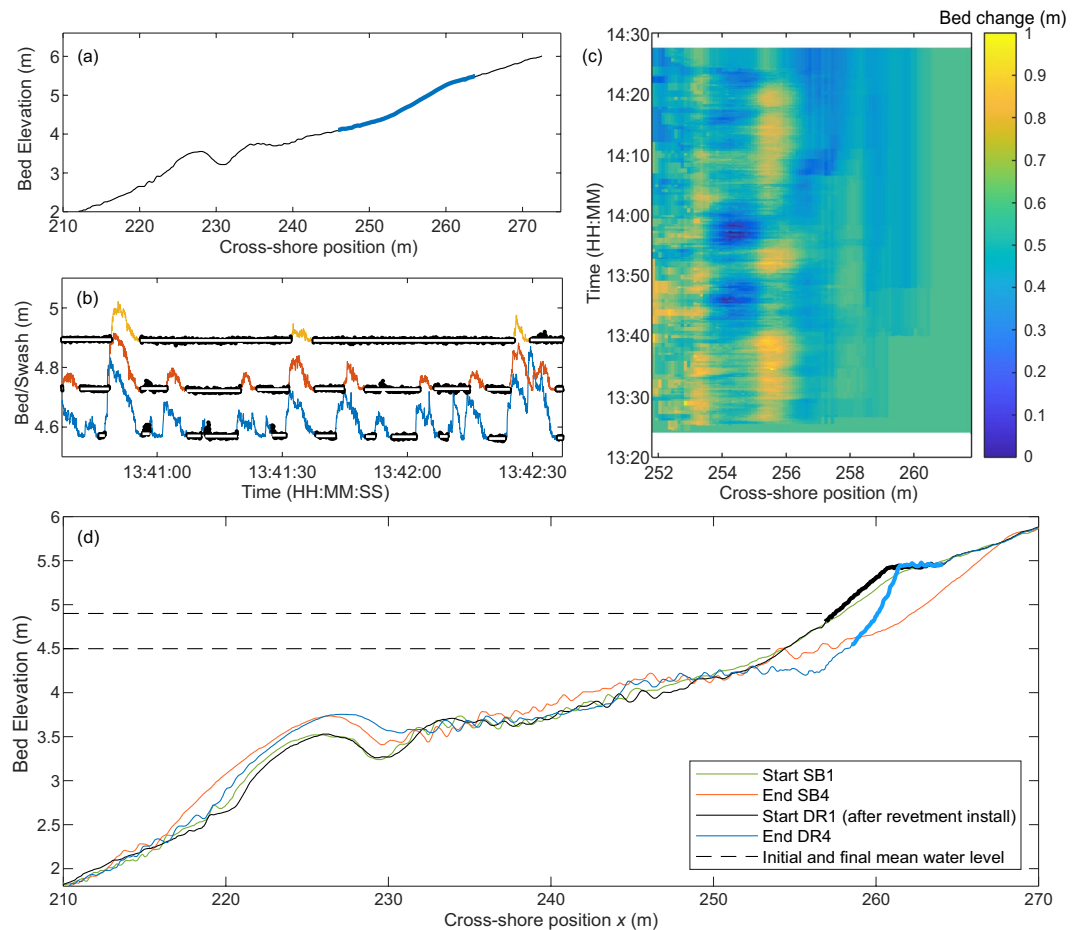 (a)
Bed Elevation (m)
6
5
4
3
2
210 220 230 240 250 260 270
Cross-shore position (m)
(b)
Bed/Swash (m)
5
4.8
4.6
13:41:00 13:41:30 13:42:00 13:42:30
Time (HH:MM:SS)
Bed change (m)
(c)
Time (HH:MM)
14:30
14:20
14:10
14:00
13:50
13:40
13:30
13:20
252 254 256 258 260
Cross-shore position (m)
1
0.9
0.8
0.7
0.6
0.5
0.4
0.3
0.2
0.1
0
(d)
Bed Elevation (m)
6
5.5
5
4.5
4
3.5
3
2.5
2
210 220 230 240 250 260 270
Cross-shore position x (m)
Start SB1
End SB4
Start DR1 (after revetment install)
End DR4
Initial and final mean water level